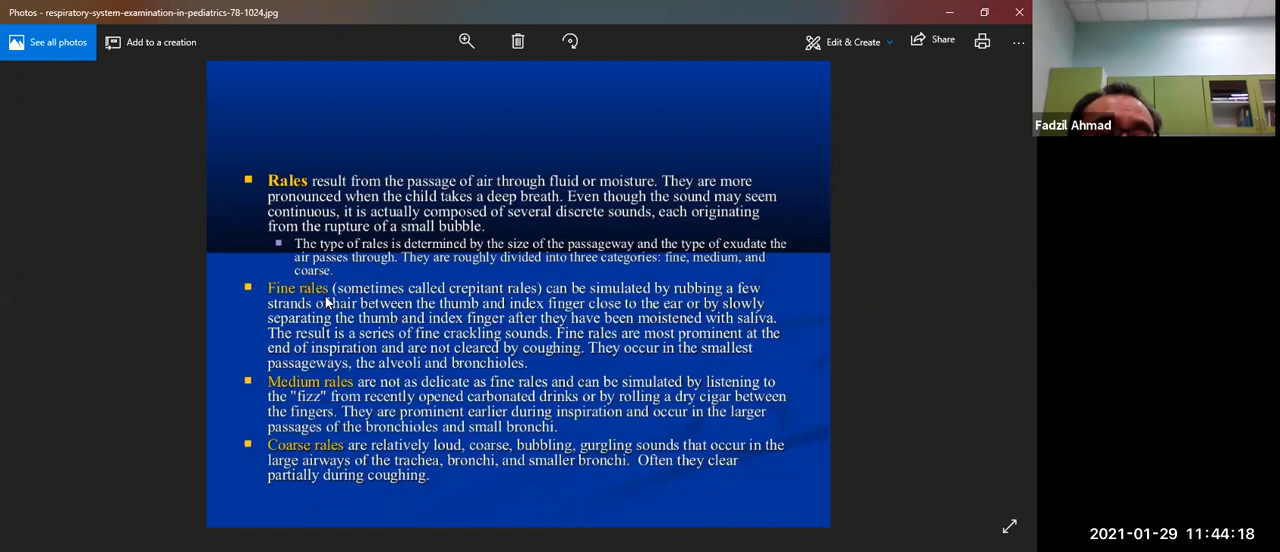 Photos - respiratory-system-examination-in-pediatrics-78-1024.jpg
See all photos
Add to a creation
Edit & Create
Share
Fadzil Ahmad
Rales result from the passage of air through fluid or moisture. They are more
pronounced when the child takes a deep breath. Even though the sound may seem
continuous, it is actually composed of several discrete sounds, each originating
from the rupture of a small bubble.
The type of rales is determined by the size of the passageway and the type of exudate the
air passes through. They are roughly divided into three categories: fine, medium, and
coarse.
Fine rales (sometimes called crepitant rales) can be simulated by rubbing a few
strands of hair between the thumb and index finger close to the ear or by slowly
separating the thumb and index finger after they have been moistened with saliva.
The result is a series of fine crackling sounds. Fine rales are most prominent at the
end of inspiration and are not cleared by coughing. They occur in the smallest
passageways, the alveoli and bronchioles.
Medium rales are not as delicate as fine rales and can be simulated by listening to
the "fizz" from recently opened carbonated drinks or by rolling a dry cigar between
the fingers. They are prominent earlier during inspiration and occur in the larger
passages of the bronchioles and small bronchi.
Coarse rales are relatively loud, coarse, bubbling, gurgling sounds that occur in the
large airways of the trachea, bronchi, and smaller bronchi. Often they clear
partially during coughing.
2021-01-29 11:44:18